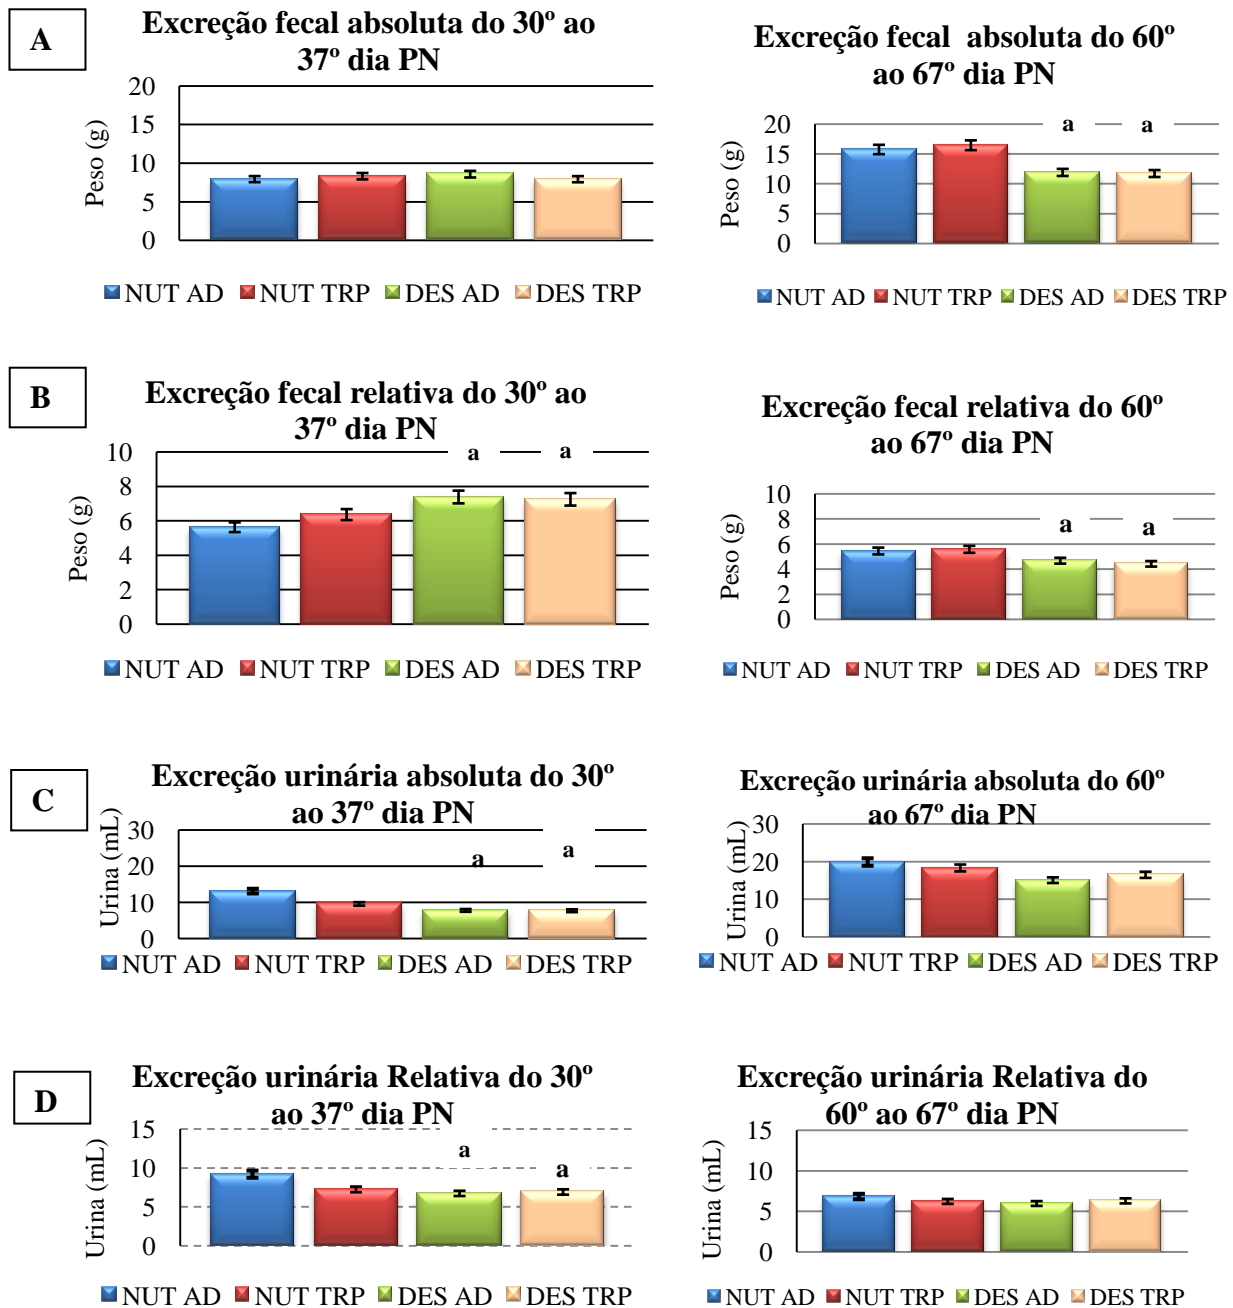 A
Excreção fecal absoluta do 30º ao
37º dia PN
20
15
10
5
0
Peso (g)
NUT AD NUT TRP DES AD DES TRP
Excreção fecal absoluta do 60º
ao 67º dia PN
a a
20
15
10
5
0
Peso (g)
NUT AD NUT TRP DES AD DES TRP
B
Excreção fecal relativa do 30º ao
37º dia PN
a a
10
8
6
4
2
0
Peso (g)
NUT AD NUT TRP DES AD DES TRP
Excreção fecal relativa do 60º
ao 67º dia PN
a a
10
8
6
4
2
0
Peso (g)
NUT AD NUT TRP DES AD DES TRP
C
Excreção urinária absoluta do 30º
ao 37º dia PN
a a
30
20
10
0
Urina (mL)
NUT AD NUT TRP DES AD DES TRP
Excreção urinária absoluta do 60º
ao 67º dia PN
30
20
10
0
Urina (mL)
NUT AD NUT TRP DES AD DES TRP
D
Excreção urinária Relativa do 30º
ao 37º dia PN
a a
15
10
5
0
Urina (mL)
NUT AD NUT TRP DES AD DES TRP
Excreção urinária Relativa do
60º ao 67º dia PN
15
10
5
0
Urina (mL)
NUT AD NUT TRP DES AD DES TRP